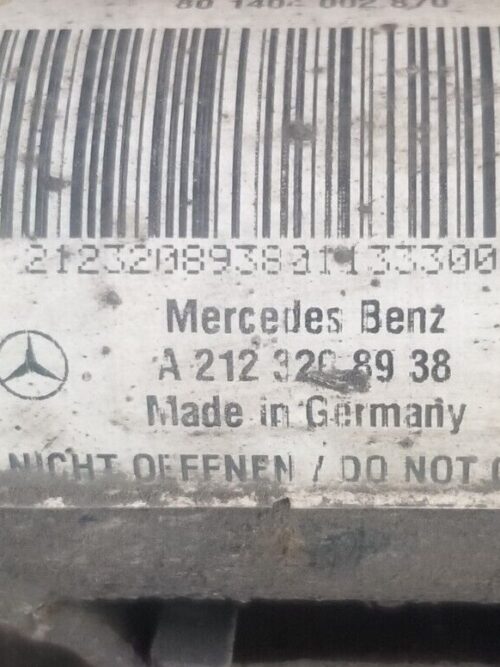 212320893801133300
Mercedes Benz
A 212 320 89 38
Made in Germany
NICHT OEFFNEN / DO NOT